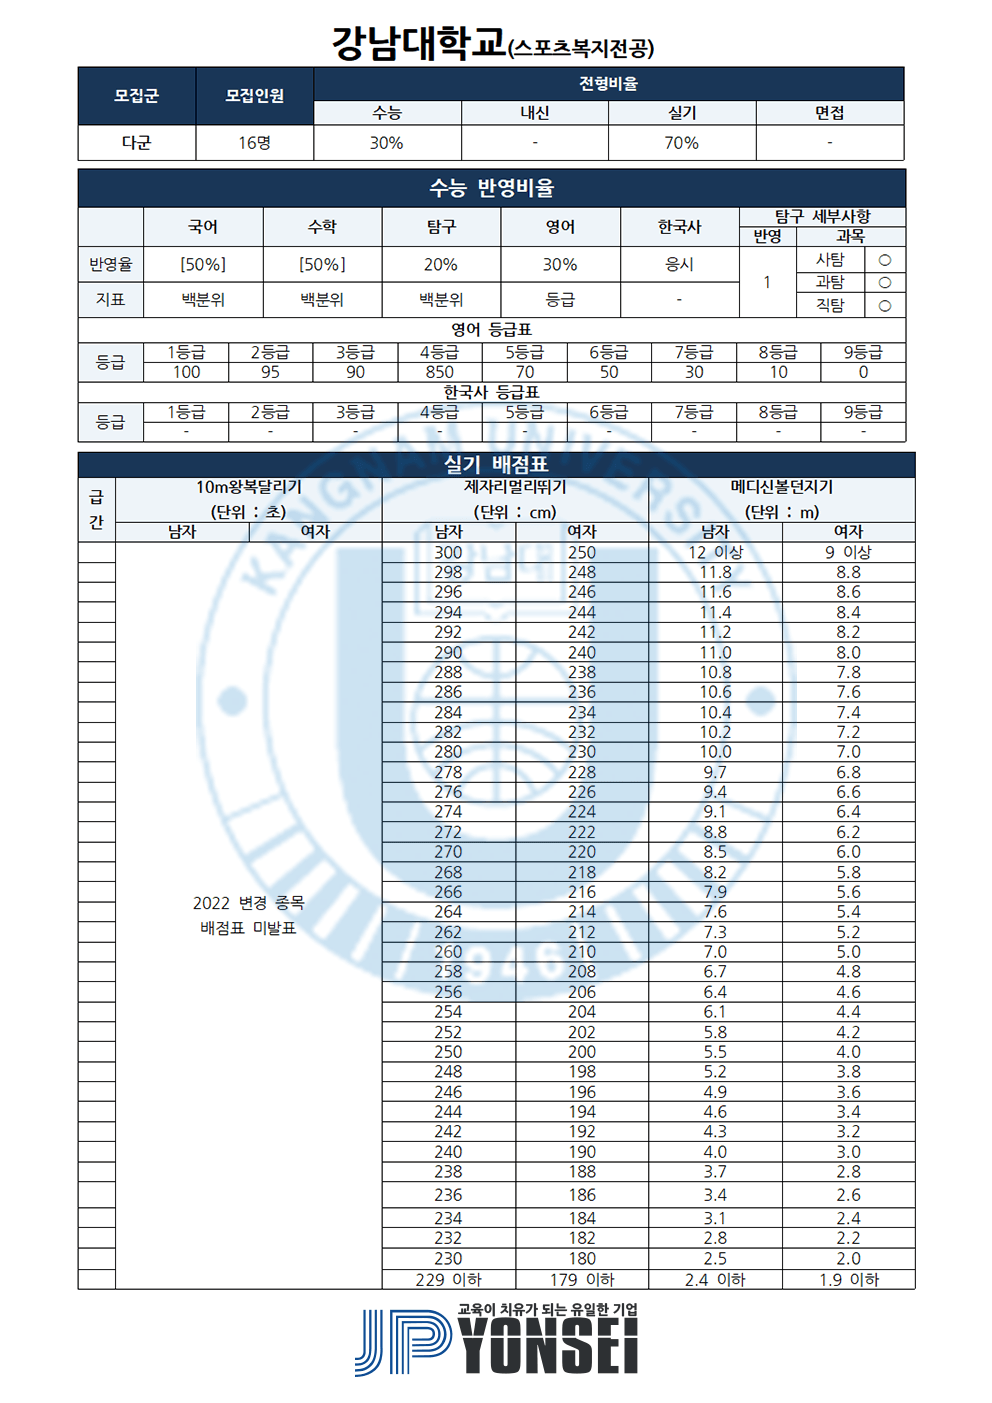 강남대학교(스포츠복지전공)
모집군 모집인원 전형비율
수능 내신 실기 면접
다군 16명 30% - 70% -
수능 반영비율
국어 수학 탐구 영어 한국사 탐구 세부사항
반영 과목
반영율 [50%] [50%] 20% 30% 응시 1 사탐 ○
과탐 ○
지표 백분위 백분위 백분위 등급 - 직탐 ○
영어 등급표
등급 1등급 2등급 3등급 4등급 5등급 6등급 7등급 8등급 9등급
100 95 90 850 70 50 30 10 0
한국사 등급표
등급 1등급 2등급 3등급 4등급 5등급 6등급 7등급 8등급 9등급
- - - - - - - - -
실기 배점표
급간 10m왕복달리기 제자리멀리뛰기 메디신볼던지기
(단위 : 초) (단위 : cm) (단위 : m)
남자 여자 남자 여자 남자 여자
300 250 12 이상 9 이상
298 248 11.8 8.8
296 246 11.6 8.6
294 244 11.4 8.4
292 242 11.2 8.2
290 240 11.0 8.0
288 238 10.8 7.8
286 236 10.6 7.6
284 234 10.4 7.4
282 232 10.2 7.2
280 230 10.0 7.0
278 228 9.7 6.8
276 226 9.4 6.6
274 224 9.1 6.4
272 222 8.8 6.2
270 220 8.5 6.0
268 218 8.2 5.8
266 216 7.9 5.6
2022 변경 종목
264 214 7.6 5.4
배점표 미발표
262 212 7.3 5.2
260 210 7.0 5.0
258 208 6.7 4.8
256 206 6.4 4.6
254 204 6.1 4.4
252 202 5.8 4.2
250 200 5.5 4.0
248 198 5.2 3.8
246 196 4.9 3.6
244 194 4.6 3.4
242 192 4.3 3.2
240 190 4.0 3.0
238 188 3.7 2.8
236 186 3.4 2.6
234 184 3.1 2.4
232 182 2.8 2.2
230 180 2.5 2.0
229 이하 179 이하 2.4 이하 1.9 이하
KANGNAM UNIVERSITY
강남대
1946
교육이 치유가 되는 유일한 기업
JP YONSEI